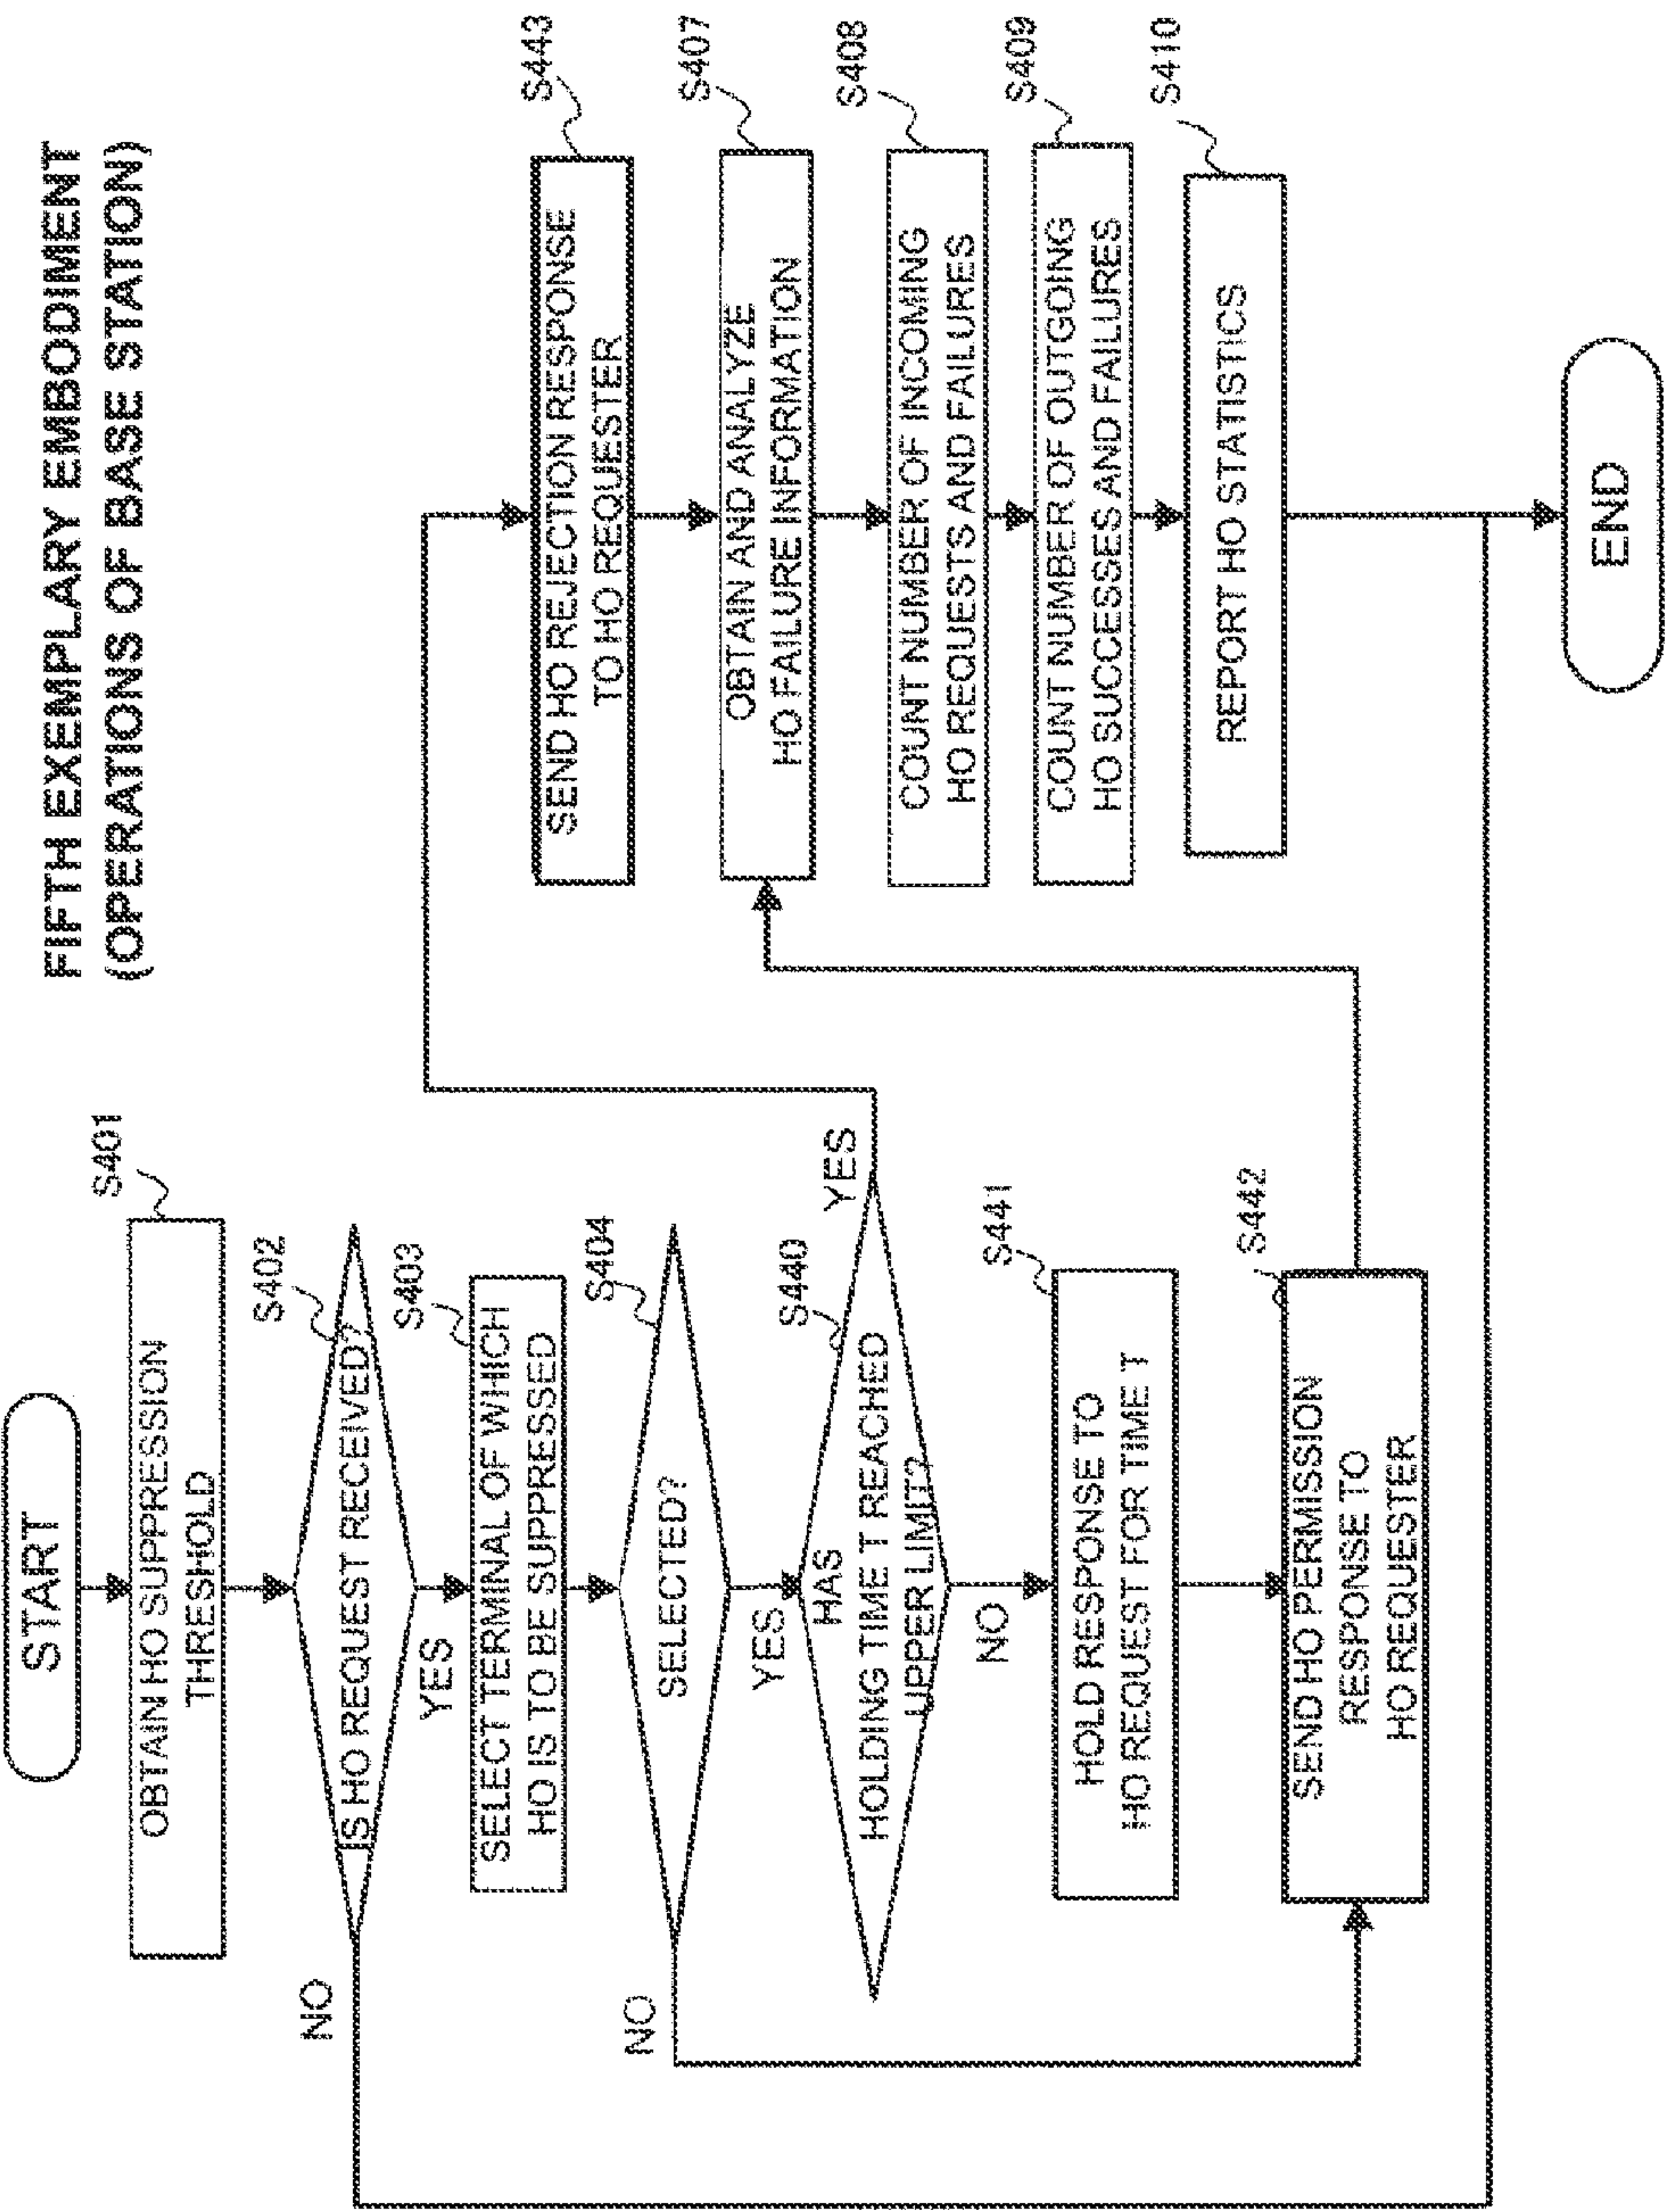 FIFTH EXEMPLARY EMBODIMENT
(OPERATIONS OF BASE STATION)
START
S401
OBTAIN HO SUPPRESSION
THRESHOLD
S402
IS HO REQUEST RECEIVED?
NO
YES
S403
SELECT TERMINAL OF WHICH
HO IS TO BE SUPPRESSED
S404
SELECTED?
NO
YES
S440
HAS
HOLDING TIME T REACHED
UPPER LIMIT?
YES
NO
S441
HOLD RESPONSE TO
HO REQUEST FOR TIME T
S442
SEND HO PERMISSION
RESPONSE TO
HO REQUESTER
S443
SEND HO REJECTION RESPONSE
TO HO REQUESTER
S407
OBTAIN AND ANALYZE
HO FAILURE INFORMATION
S408
COUNT NUMBER OF INCOMING
HO REQUESTS AND FAILURES
S409
COUNT NUMBER OF OUTGOING
HO SUCCESSES AND FAILURES
S410
REPORT HO STATISTICS
END